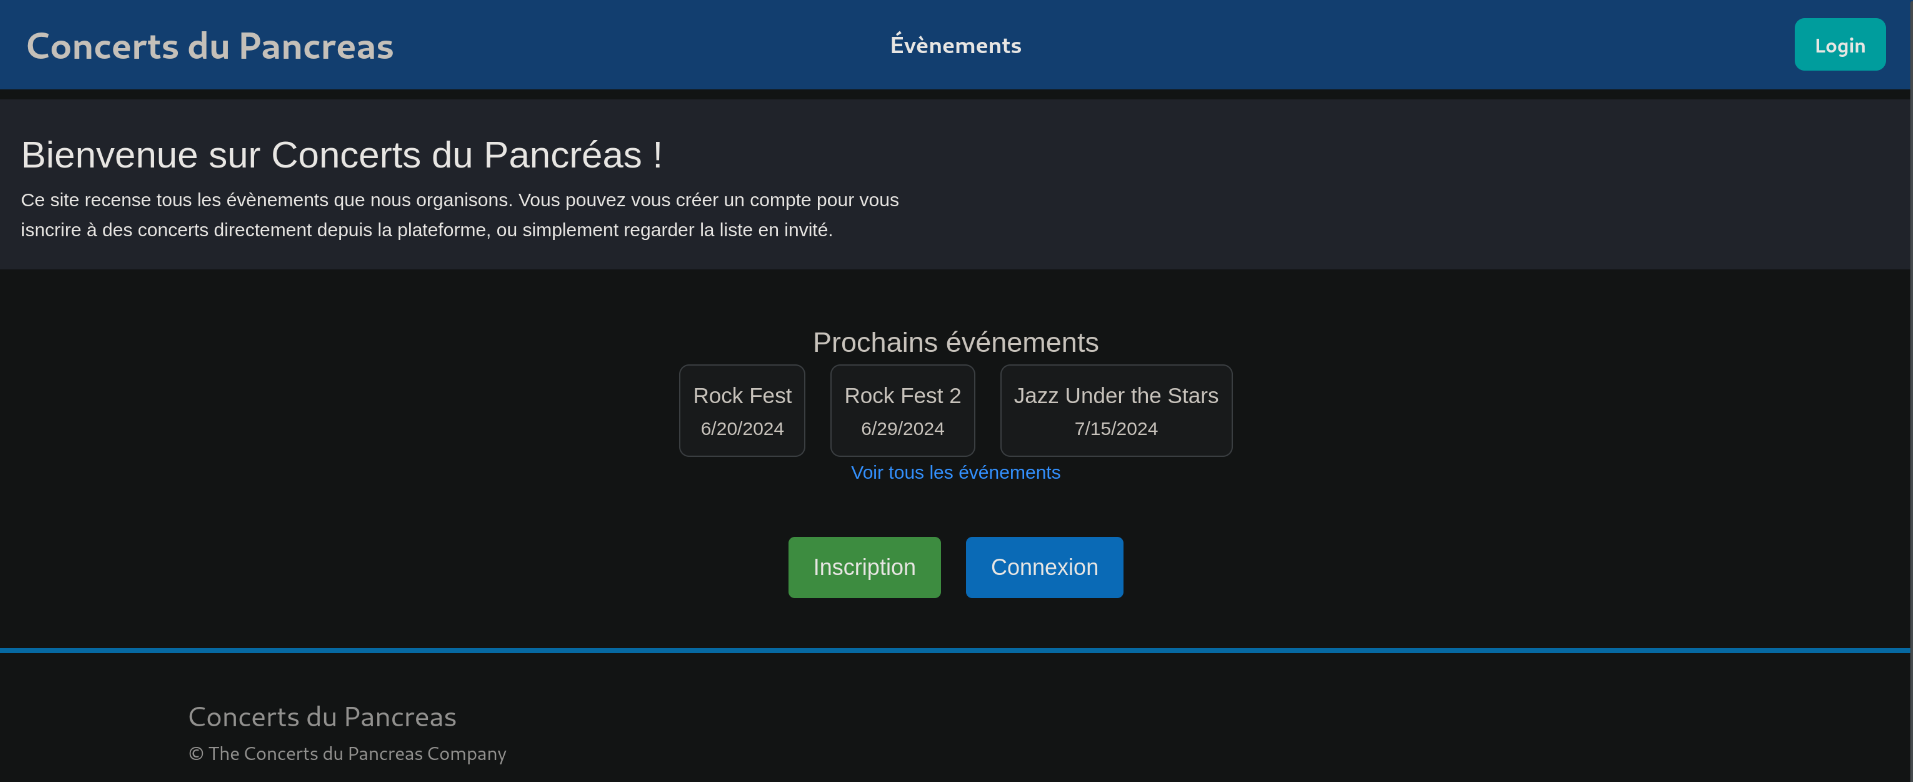 Concerts du Pancreas
Évènements
Login
Bienvenue sur Concerts du Pancréas !
Ce site recense tous les évènements que nous organisons. Vous pouvez vous créer un compte pour vous
isncrire à des concerts directement depuis la plateforme, ou simplement regarder la liste en invité.
Prochains événements
Rock Fest
6/20/2024
Rock Fest 2
6/29/2024
Jazz Under the Stars
7/15/2024
Voir tous les événements
Inscription
Connexion
Concerts du Pancreas
© The Concerts du Pancreas Company